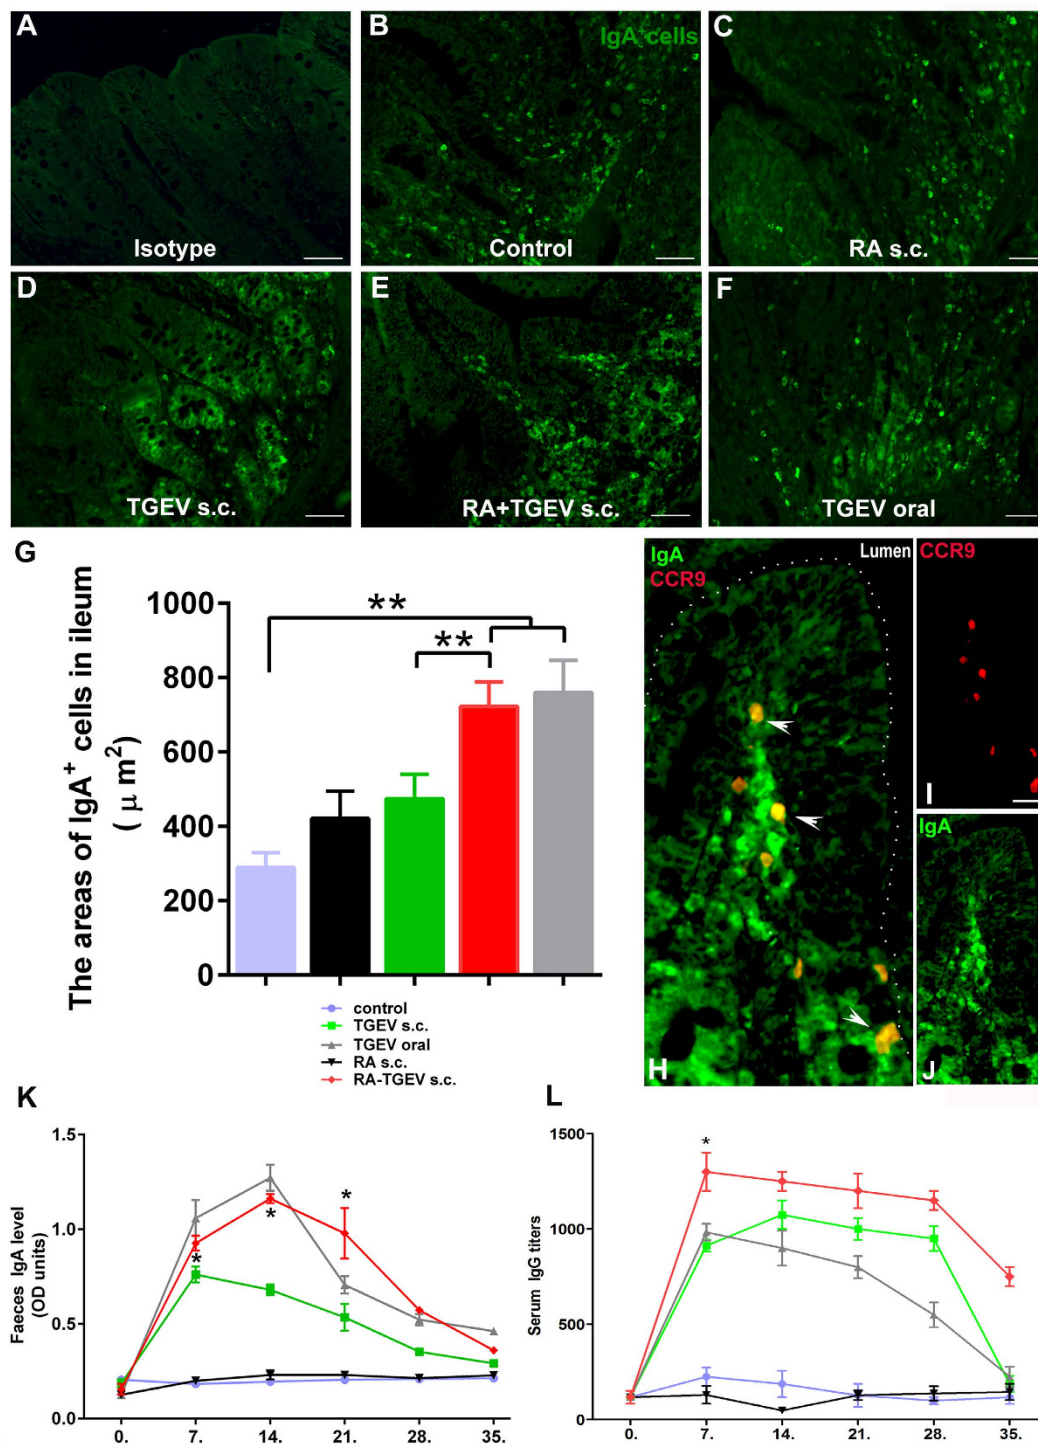 A
Isotype
B
IgA⁺cells
Control
C
RA s.c.
D
TGEV s.c.
E
RA+TGEV s.c.
F
TGEV oral
G
The areas of IgA⁺ cells in ileum
( μ m²)
1000
800
600
400
200
0
**
**
IgA
CCR9
Lumen
H
CCR9
I
IgA
J
control
TGEV s.c.
TGEV oral
RA s.c.
RA-TGEV s.c.
K
Faeces IgA level
(OD units)
1.5
1.0
0.5
0.0
*
*
*
0.
7.
14.
21.
28.
35.
L
Serum IgG titers
1500
1000
500
0
*
0.
7.
14.
21.
28.
35.